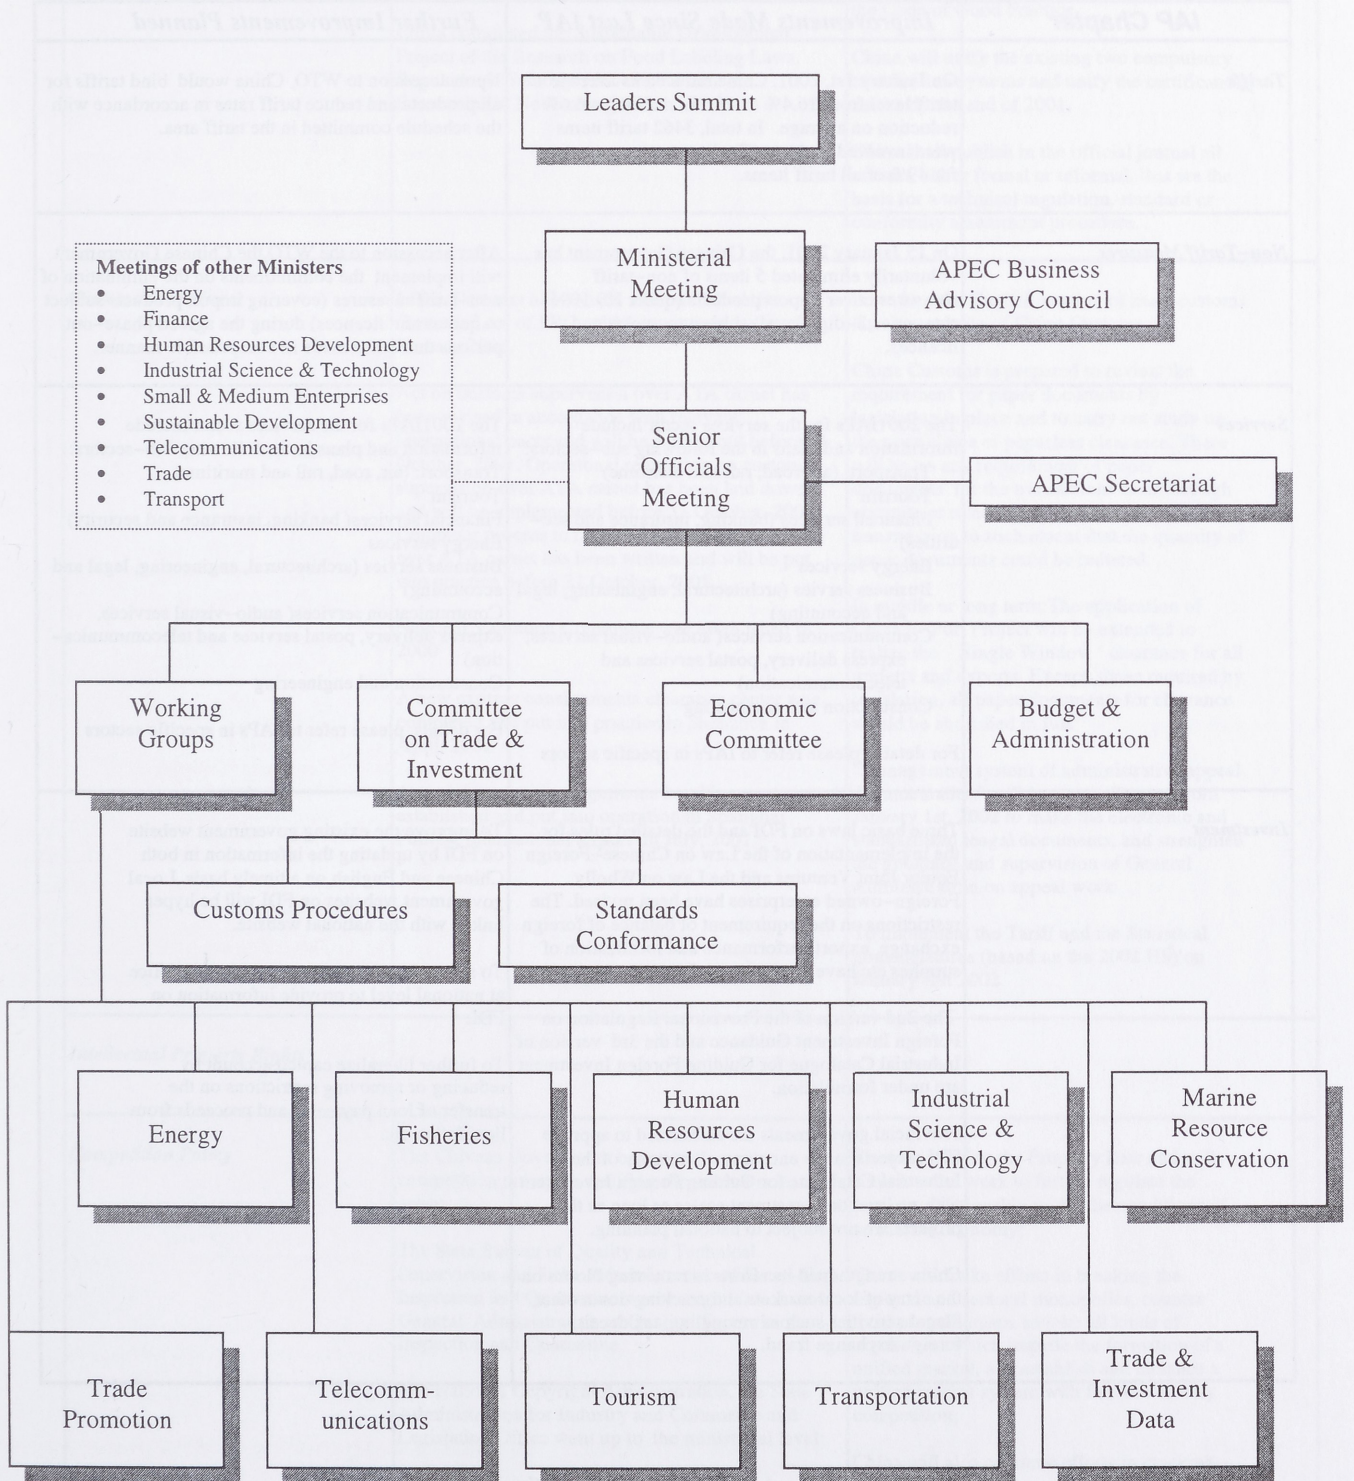 Leaders Summit
Ministerial
Meeting
APEC Business
Advisory Council
Meetings of other Ministers
• Energy
• Finance
• Human Resources Development
• Industrial Science & Technology
• Small & Medium Enterprises
• Sustainable Development
• Telecommunications
• Trade
• Transport
Senior
Officials
Meeting
APEC Secretariat
Working
Groups
Committee
on Trade &
Investment
Economic
Committee
Budget &
Administration
Customs Procedures
Standards
Conformance
Energy
Fisheries
Human
Resources
Development
Industrial
Science &
Technology
Marine
Resource
Conservation
Trade
Promotion
Telecomm-
unications
Tourism
Transportation
Trade &
Investment
Data